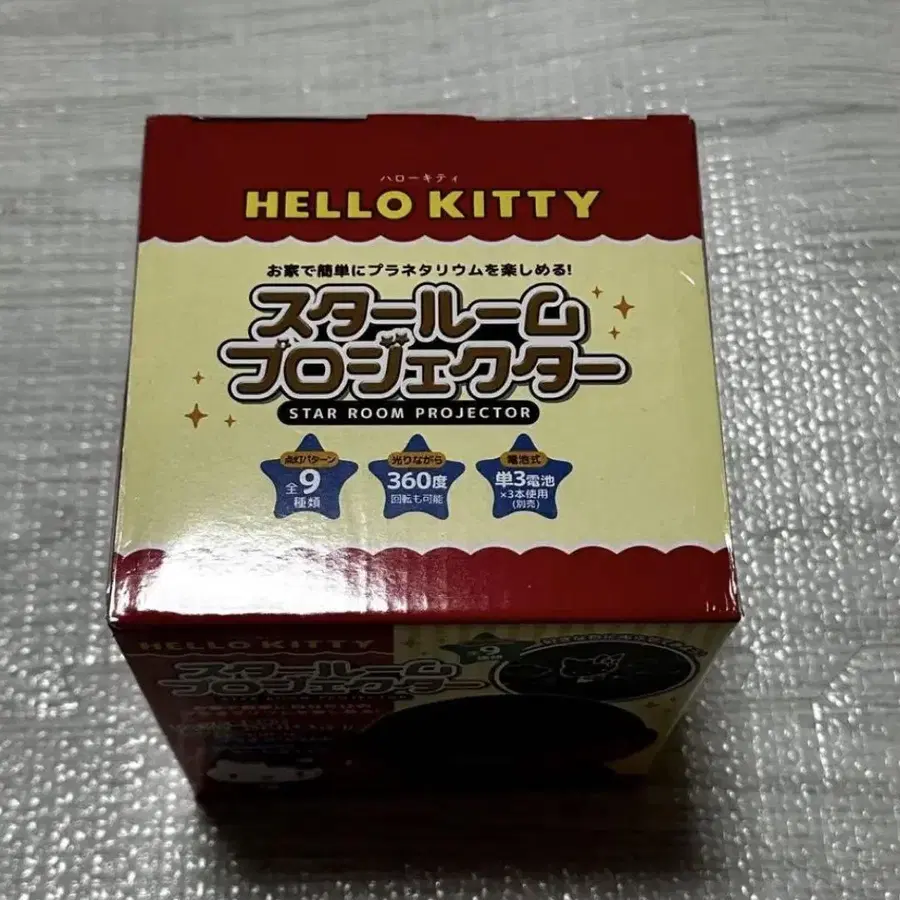 ハローキティ
HELLO KITTY
お家で簡単にプラネタリウムを楽しめる!
スタールーム
プロジェクター
STAR ROOM PROJECTOR
点灯パターン
全9
種類
光りながら
360度
回転も可能
電池式
単3電池
×3本使用
(別売)
HELLO KITTY
スタールーム
プロジェクター
9
種類